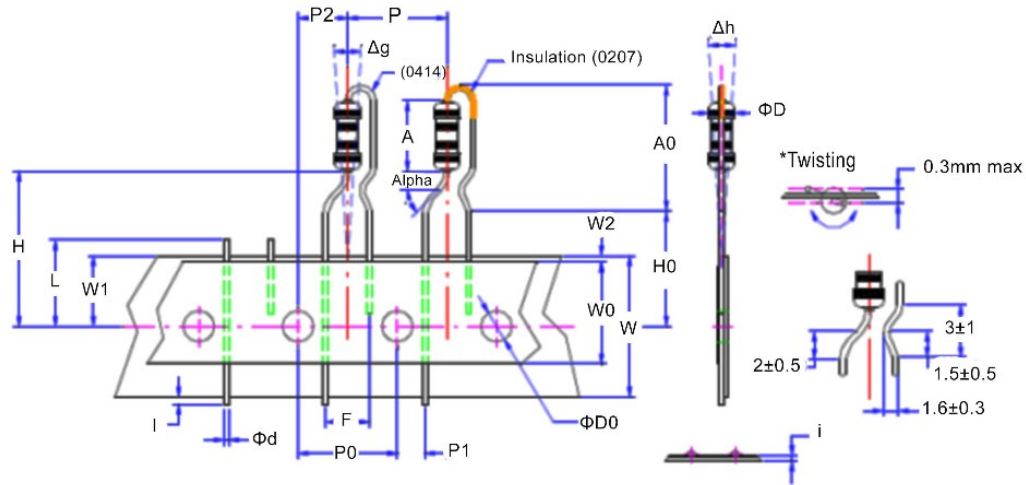 P2
P
Δh
Δg
Insulation (0207)
(0414)
ΦD
A
A0
*Twisting
0.3mm max
Alpha
H
W2
L
W1
H0
W0
W
3±1
2±0.5
1.5±0.5
1.6±0.3
I
F
Φd
ΦD0
P0
P1
i